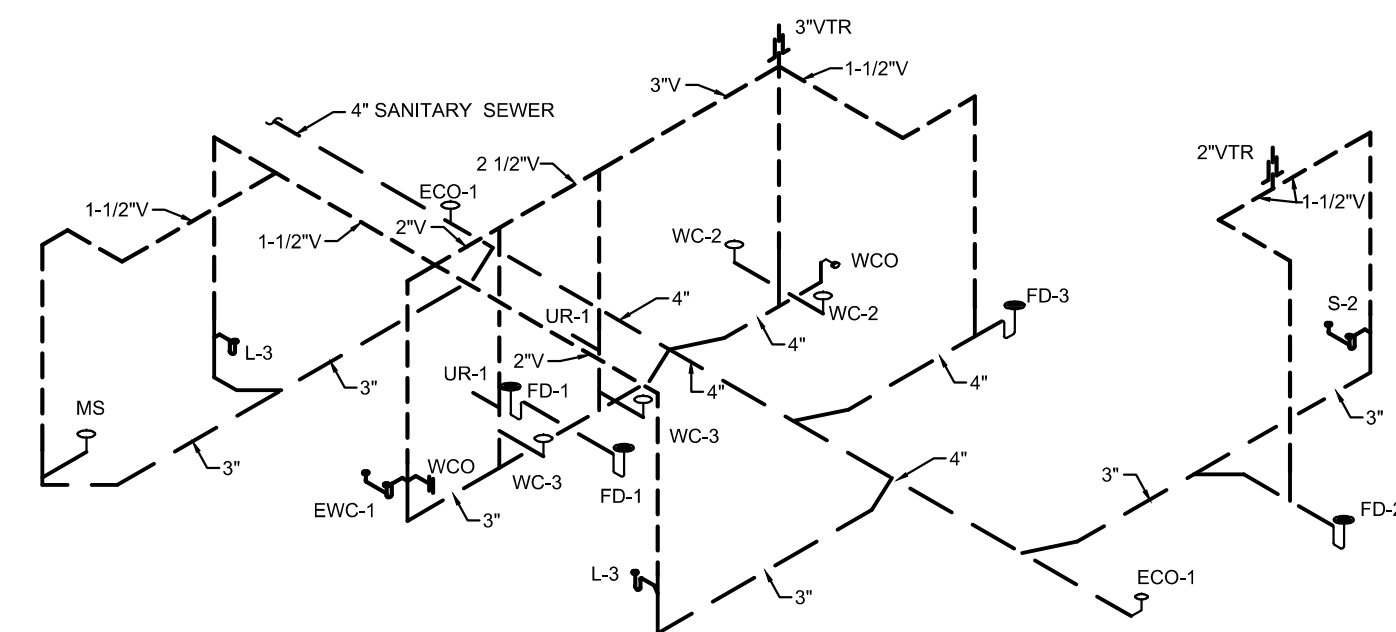 3"VTR
1-1/2"V
3"V
4" SANITARY SEWER
2"VTR
2 1/2"V
ECO-1
1-1/2"V
1-1/2"V
2"V
1-1/2"V
WC-2
WCO
4"
FD-3
S-2
UR-1
WC-2
4"
L-3
2"V
4"
4"
3"
UR-1
FD-1
3"
MS
WC-3
4"
3"
WCO
WC-3
3"
FD-1
EWC-1
3"
FD-2
L-3
3"
ECO-1